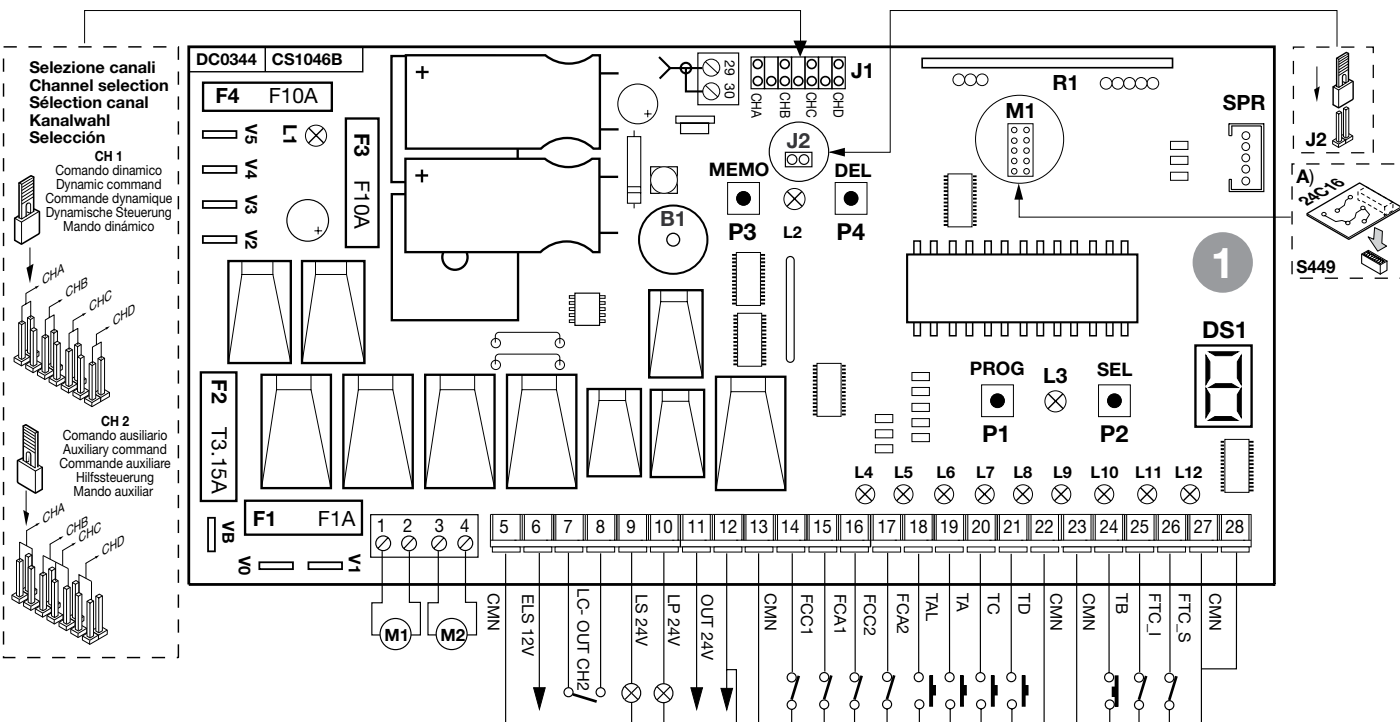 Selezione canali
Channel selection
Sélection canal
Kanalwahl
Selección
CH 1
Comando dinamico
Dynamic command
Commande dynamique
Dynamische Steuerung
Mando dinámico
CHA
CHB
CHC
CHD
CH 2
Comando ausiliario
Auxiliary command
Commande auxiliare
Hilfssteuerung
Mando auxiliar
CHA
CHB
CHC
CHD
DC0344 CS1046B
F4 F10A
V5
V4
V3
V2
L1
F3 F10A
+
+
+
+
29
30
J1
CHA
CHB
CHC
CHD
J2
MEMO
DEL
P3
L2
P4
B1
R1
M1
SPR
J2
A)
24C16
S449
1
DS1
PROG
L3
SEL
P1
P2
F2 T3.15A
F1 F1A
VB
V0
V1
L4 L5 L6 L7 L8 L9 L10 L11 L12
1 2 3 4
5 6 7 8 9 10 11 12 13 14 15 16 17 18 19 20 21 22 23 24 25 26 27 28
M1
M2
CMN
ELS 12V
LC- OUT CH2
LS 24V
LP 24V
OUT 24V
CMN
FCC1
FCA1
FCC2
FCA2
TAL
TA
TC
TD
CMN
CMN
TB
FTC_I
FTC_S
CMN